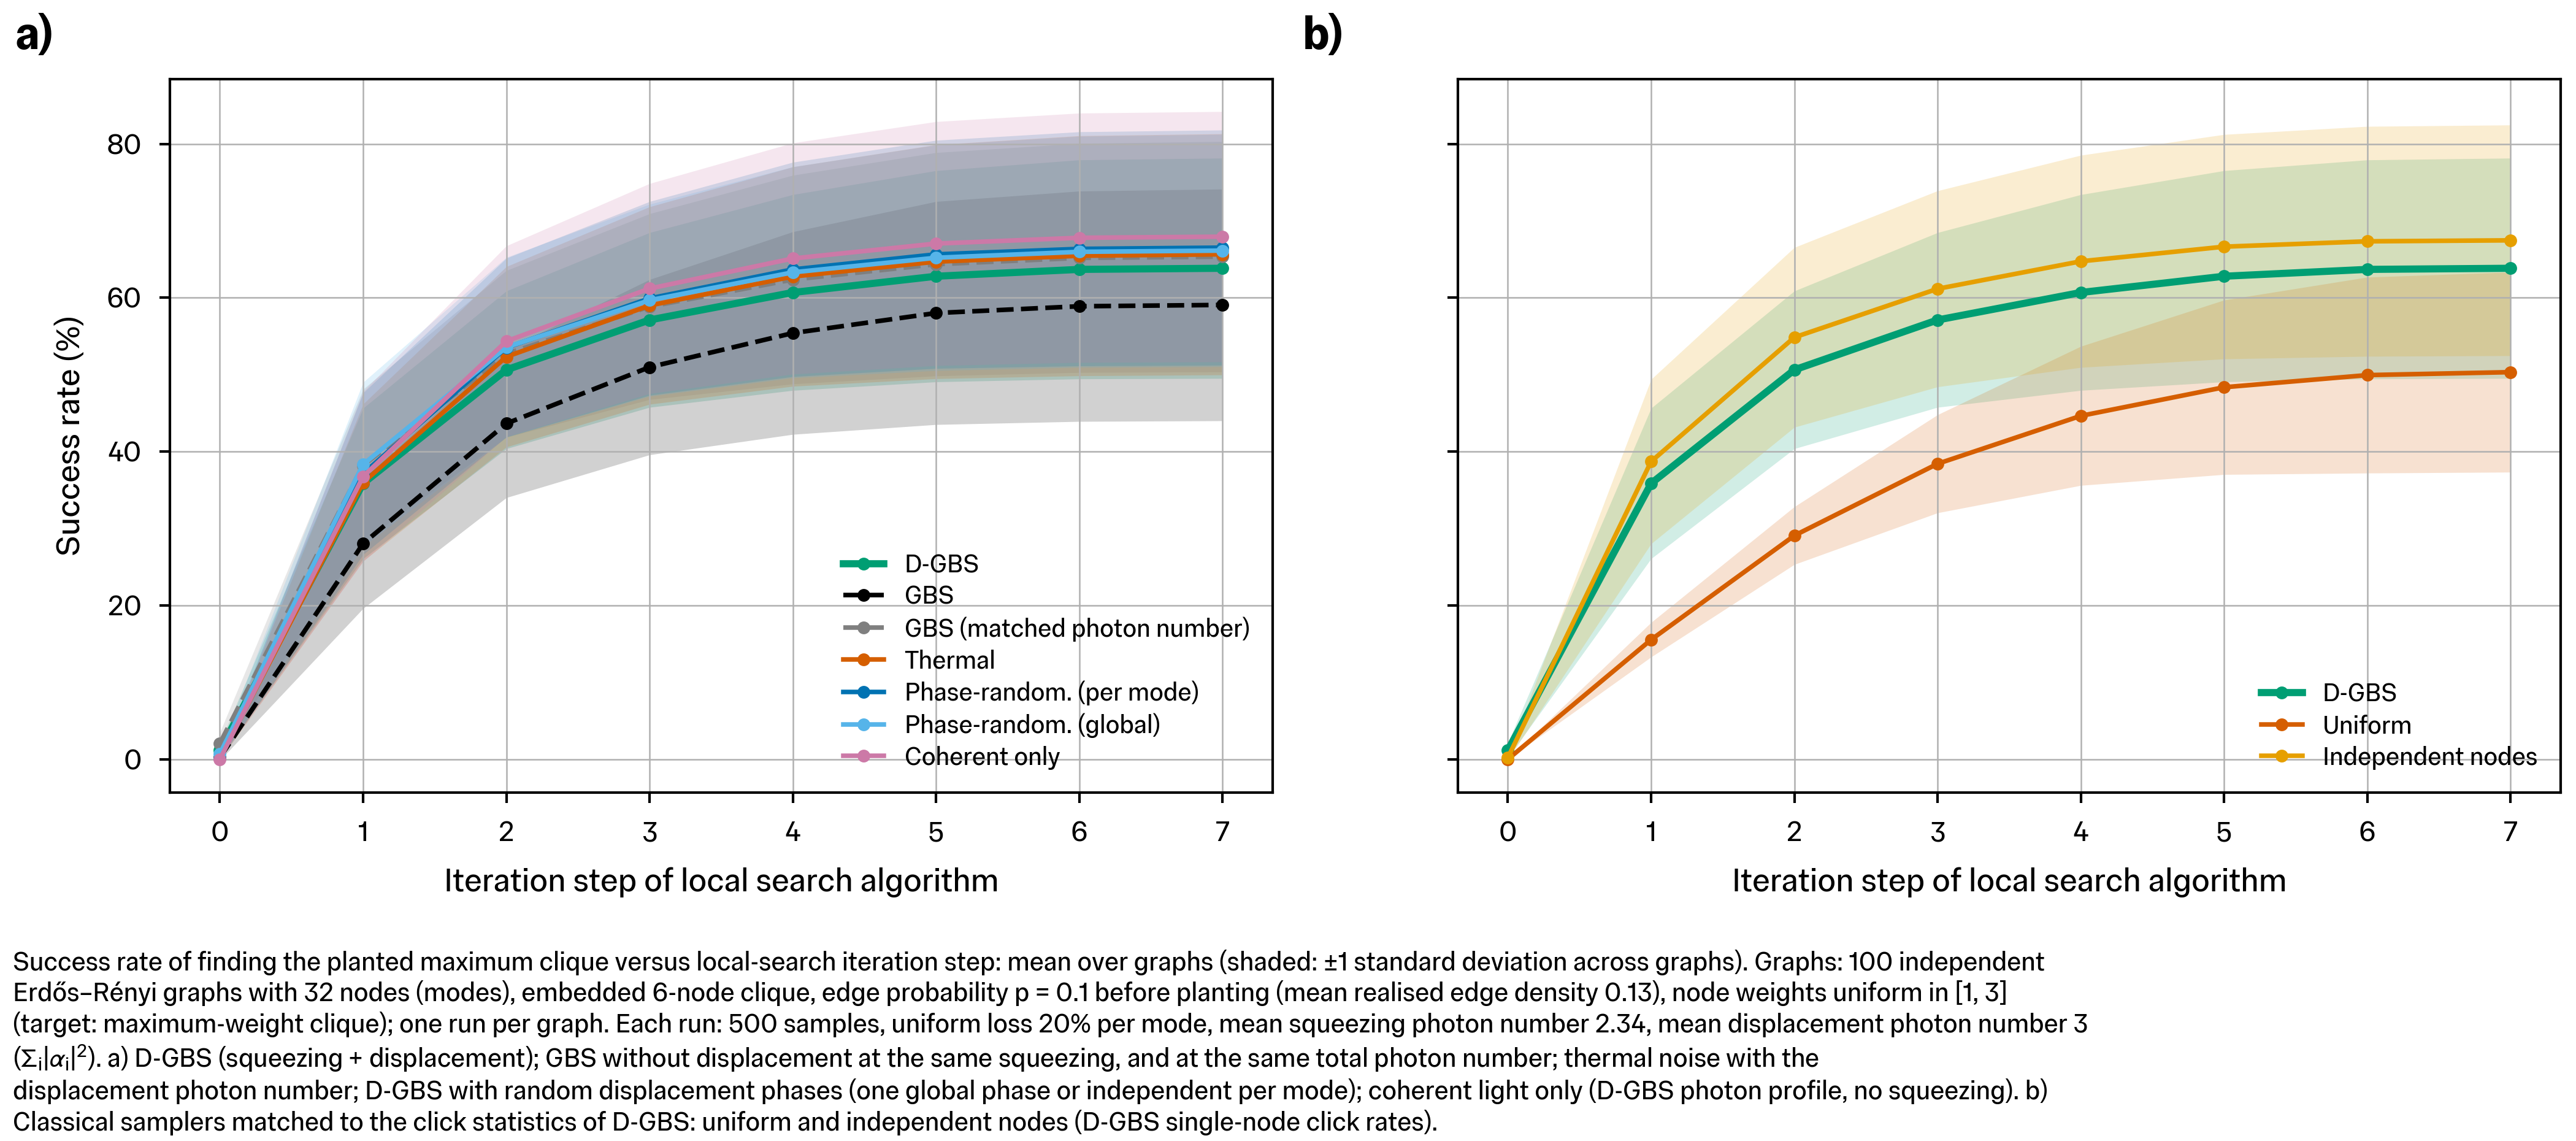 a)
Success rate (%)
80
60
40
20
0
0 1 2 3 4 5 6 7
Iteration step of local search algorithm
D-GBS
GBS
GBS (matched photon number)
Thermal
Phase-random. (per mode)
Phase-random. (global)
Coherent only
b)
0 1 2 3 4 5 6 7
Iteration step of local search algorithm
D-GBS
Uniform
Independent nodes
Success rate of finding the planted maximum clique versus local-search iteration step: mean over graphs (shaded: ±1 standard deviation across graphs). Graphs: 100 independent
Erdős–Rényi graphs with 32 nodes (modes), embedded 6-node clique, edge probability p = 0.1 before planting (mean realised edge density 0.13), node weights uniform in [1, 3]
(target: maximum-weight clique); one run per graph. Each run: 500 samples, uniform loss 20% per mode, mean squeezing photon number 2.34, mean displacement photon number 3
(Σᵢ|αᵢ|²). a) D-GBS (squeezing + displacement); GBS without displacement at the same squeezing, and at the same total photon number; thermal noise with the
displacement photon number; D-GBS with random displacement phases (one global phase or independent per mode); coherent light only (D-GBS photon profile, no squeezing). b)
Classical samplers matched to the click statistics of D-GBS: uniform and independent nodes (D-GBS single-node click rates).